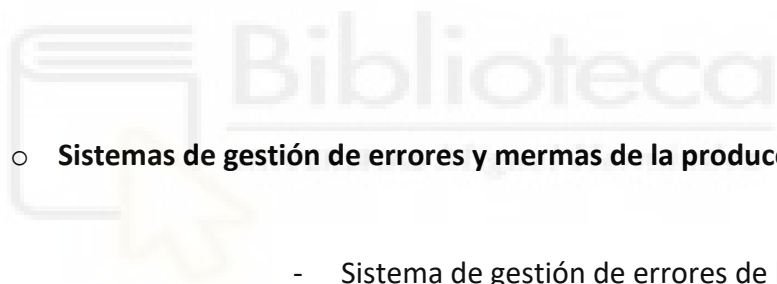 Biblioteca
○ Sistemas de gestión de errores y mermas de la produc
- Sistema de gestión de errores de